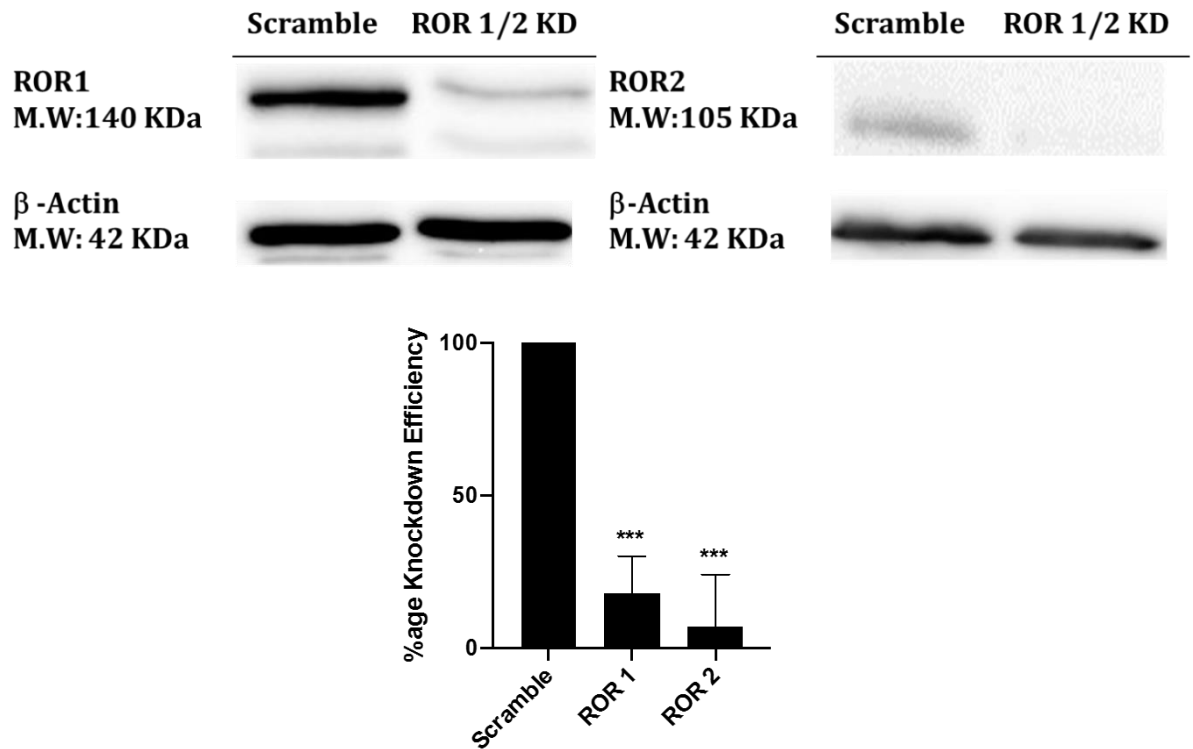 Scramble ROR 1/2 KD
ROR1
M.W:140 KDa
β -Actin
M.W: 42 KDa
Scramble ROR 1/2 KD
ROR2
M.W:105 KDa
β-Actin
M.W: 42 KDa
%age Knockdown Efficiency
100
50
0
***
***
Scramble
ROR 1
ROR 2